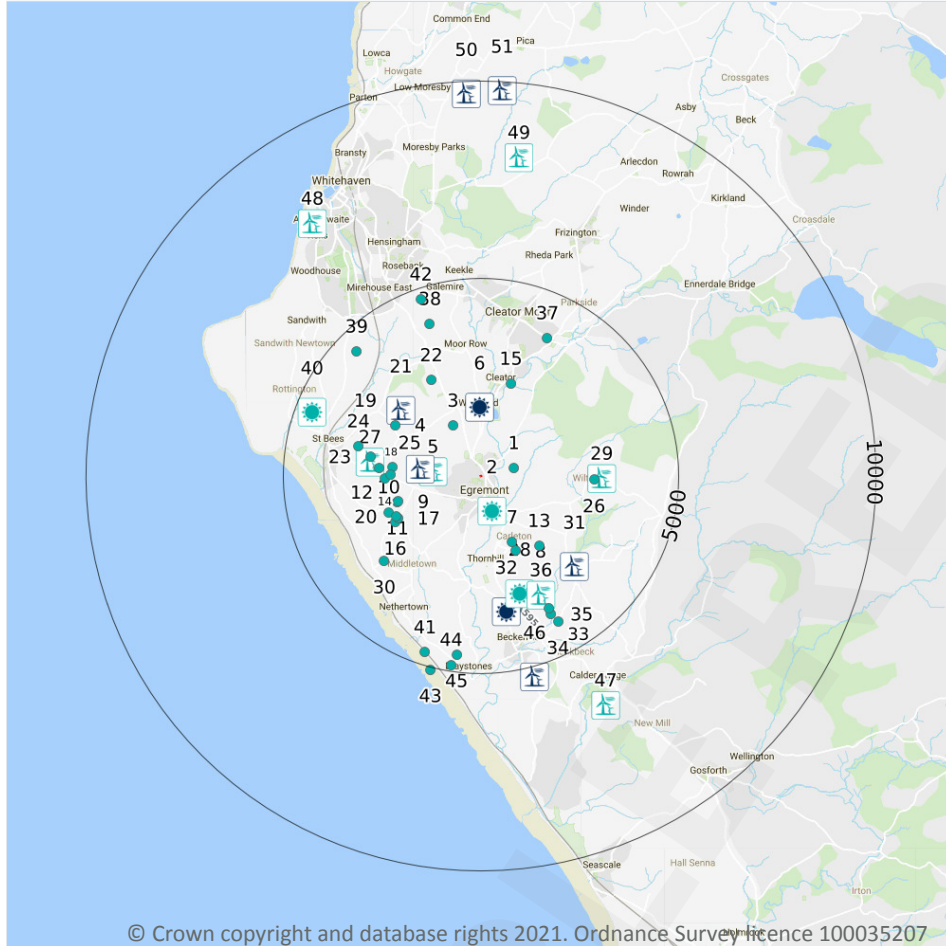 Common End
50 51 Pica
Lowca
Howgate
Low Moresby
Parton
Crossgates
Asby
Beck
49
Bransty
Moresby Parks
Arlecdon
Rowrah
Whitehaven
48
Kirkland
Winder
Croasdale
Hensingham
Frizington
Rheda Park
Woodhouse
Keekle
42
Mirehouse East
Galemire
38
Ennerdale Bridge
Parkside
Sandwith
39
Cleator
37
Sandwith Newtown
Moor Row
40
21 22 6 15
Cleator
Rottington
19 3
24 4
St Bees
27 25 5 1
23 18 2 29
12 10 Egremont 26
14 9
20 11 17 7 13 31
Carleton
16 28 8
Middletown
Thornhill
32 36
30
Nethertown
35
46 33
34
41 44
Braystones
45
43
47
Calder
New Mill
Wellington
Gosforth
Seascale
Hall Senna
Irton
5000
10000
© Crown copyright and database rights 2021. Ordnance Survey licence 100035207